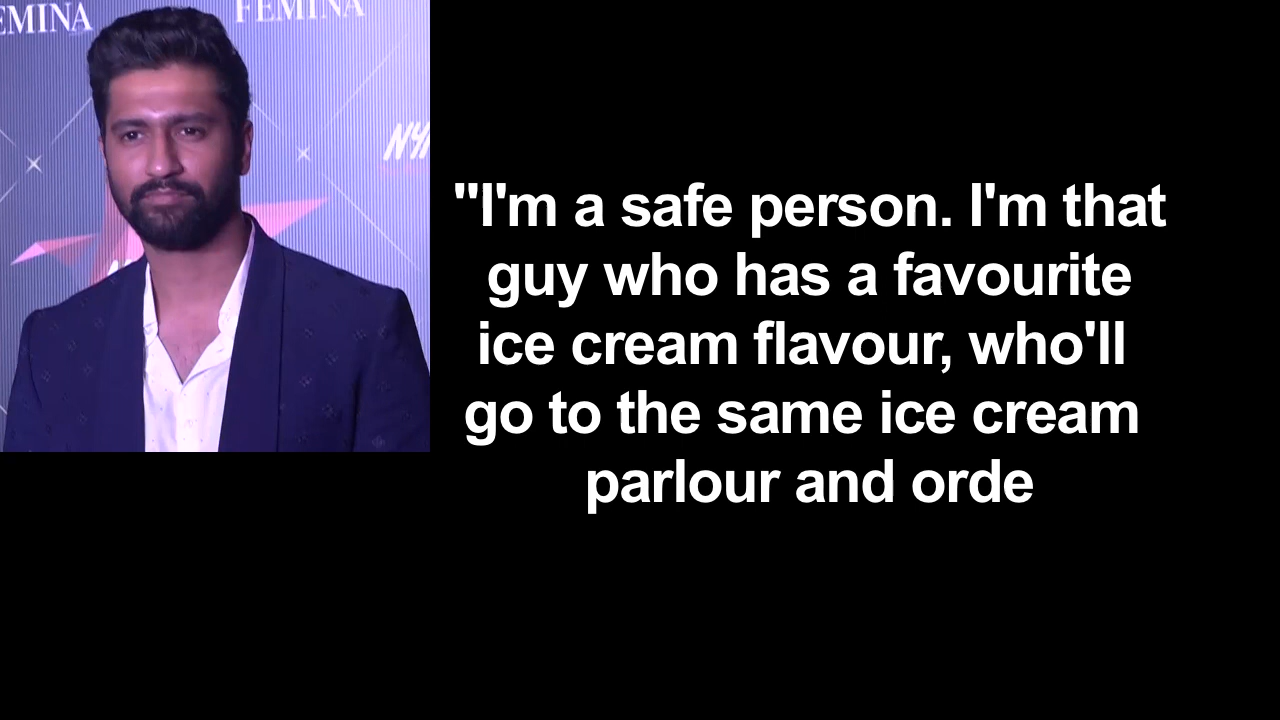 EMINA
FEMINA
"I'm a safe person. I'm that
guy who has a favourite
ice cream flavour, who'll
go to the same ice cream
parlour and orde